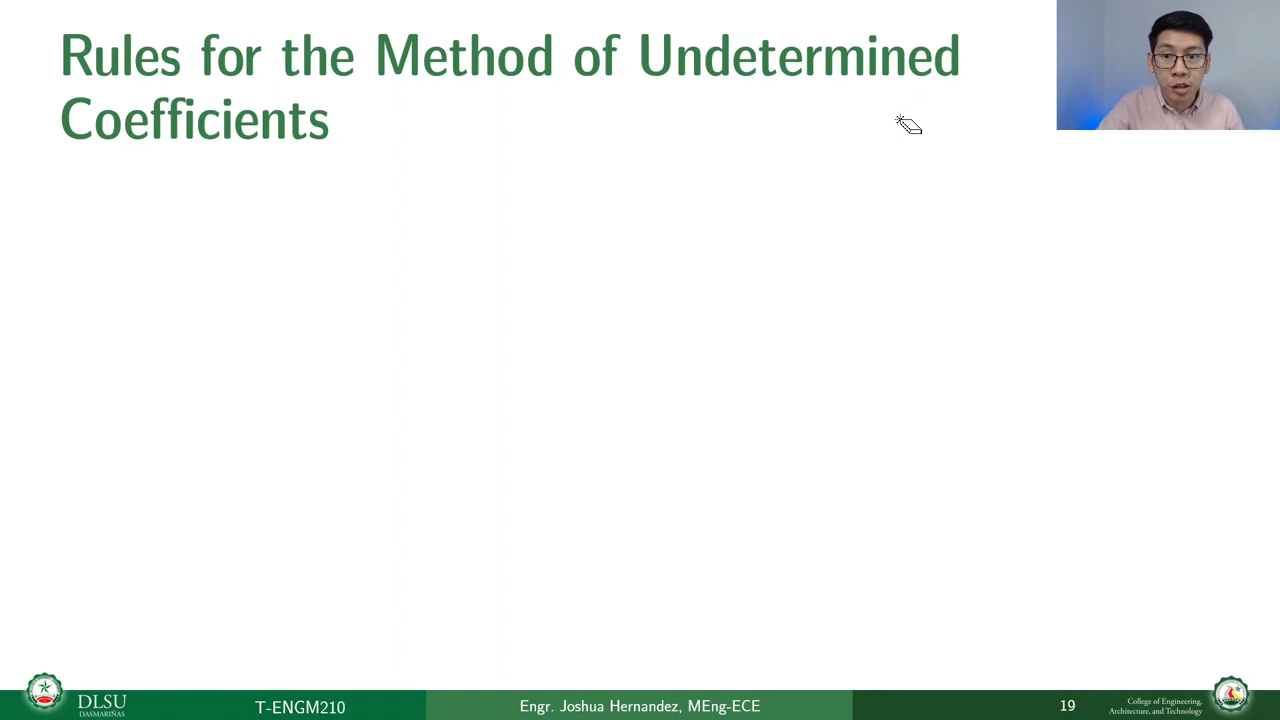 Rules for the Method of Undetermined
Coefficients
DLSU
DASMARIÑAS
T-ENGM210
Engr. Joshua Hernandez, MEng-ECE
19
College of Engineering,
Architecture, and Technology